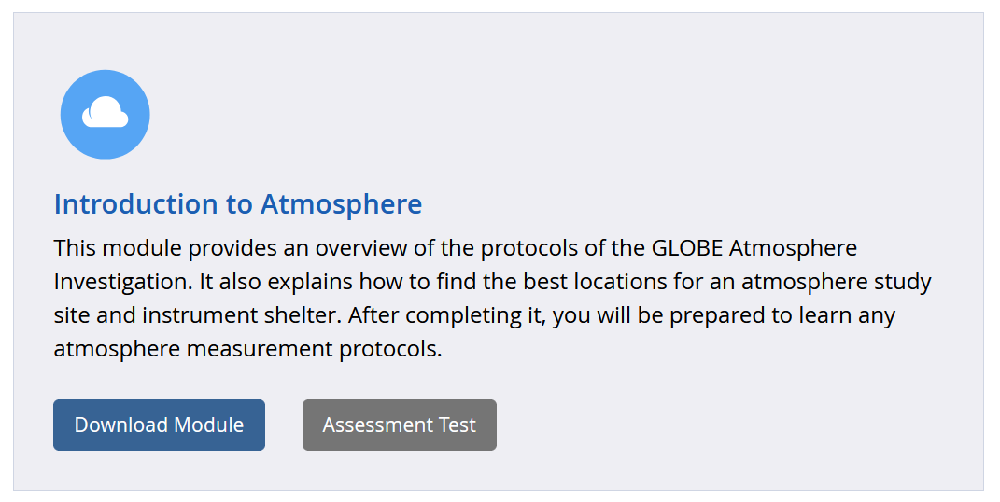 Introduction to Atmosphere
This module provides an overview of the protocols of the GLOBE Atmosphere
Investigation. It also explains how to find the best locations for an atmosphere study
site and instrument shelter. After completing it, you will be prepared to learn any
atmosphere measurement protocols.
Download Module
Assessment Test